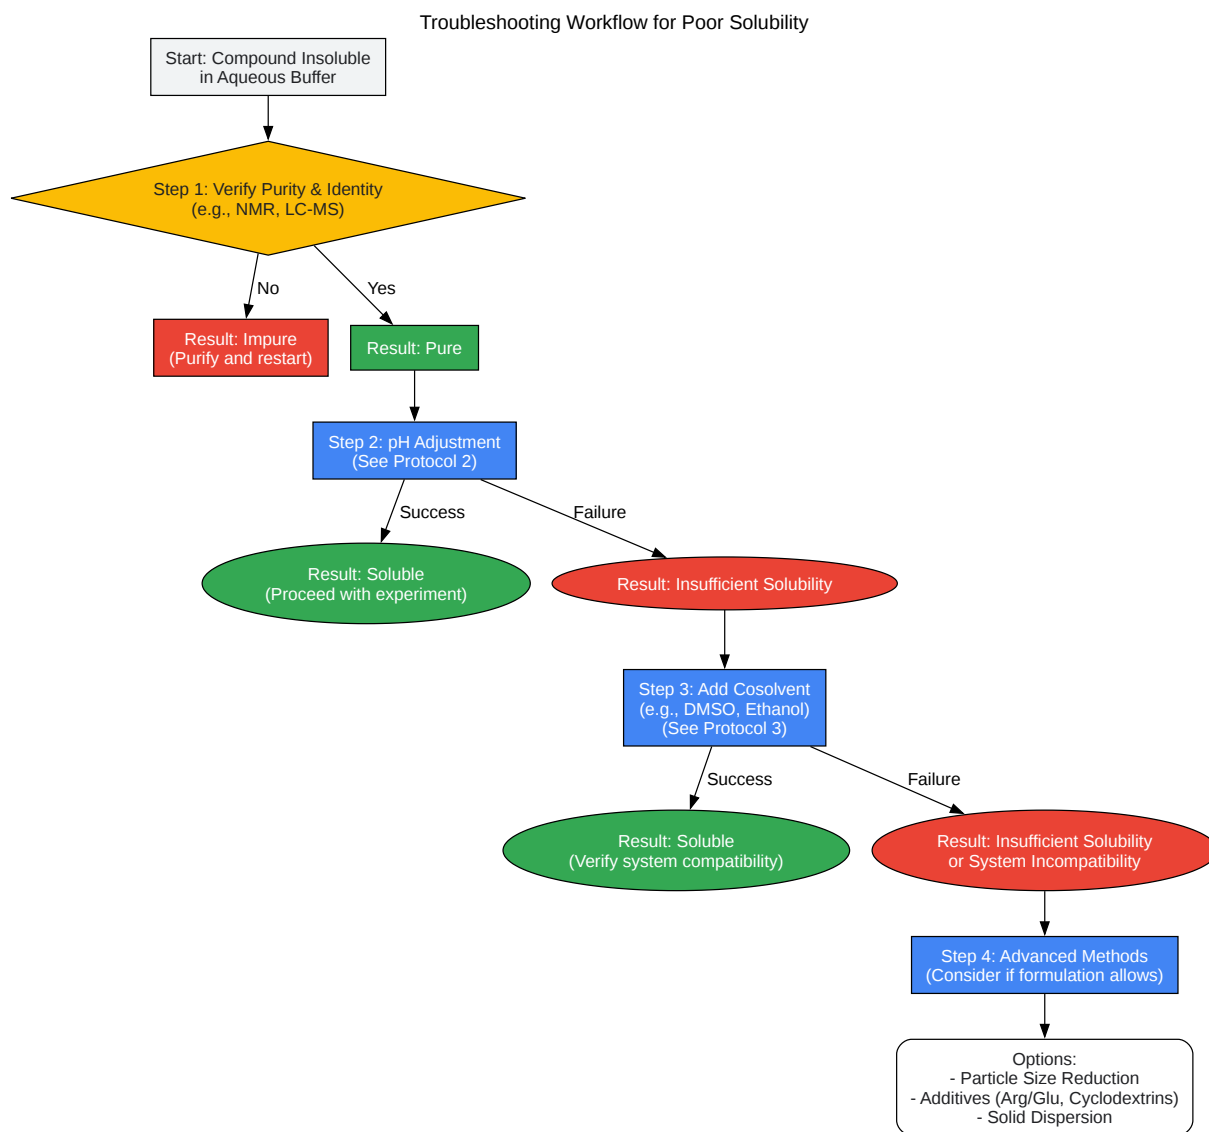 Troubleshooting Workflow for Poor Solubility
Start: Compound Insoluble
in Aqueous Buffer
Step 1: Verify Purity & Identity
(e.g., NMR, LC-MS)
No
Yes
Result: Impure
(Purify and restart)
Result: Pure
Step 2: pH Adjustment
(See Protocol 2)
Success
Failure
Result: Soluble
(Proceed with experiment)
Result: Insufficient Solubility
Step 3: Add Cosolvent
(e.g., DMSO, Ethanol)
(See Protocol 3)
Success
Failure
Result: Soluble
(Verify system compatibility)
Result: Insufficient Solubility
or System Incompatibility
Step 4: Advanced Methods
(Consider if formulation allows)
Options:
- Particle Size Reduction
- Additives (Arg/Glu, Cyclodextrins)
- Solid Dispersion